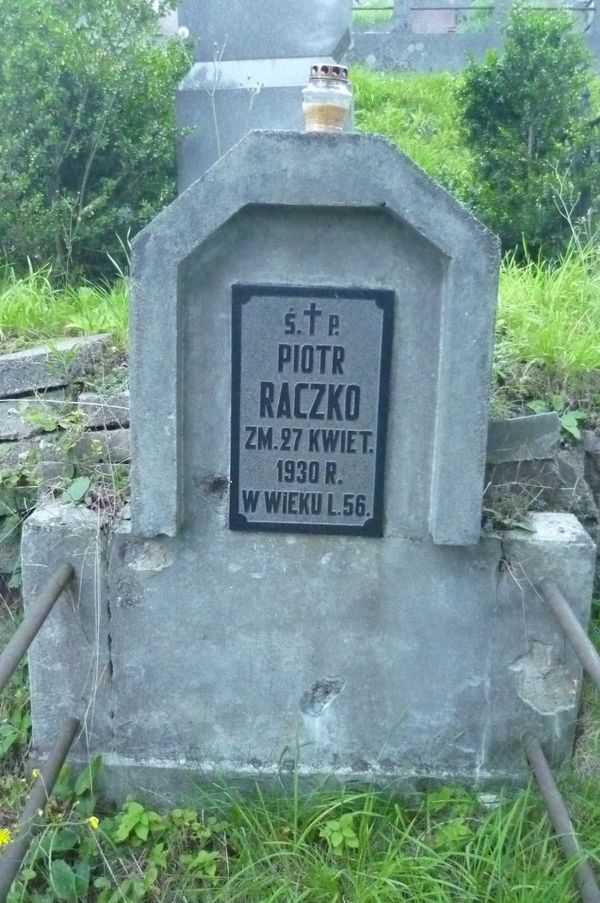 Ś.†P.
PIOTR
RACZKO
ZM. 27 KWIET.
1930 R.
W WIEKU L. 56.